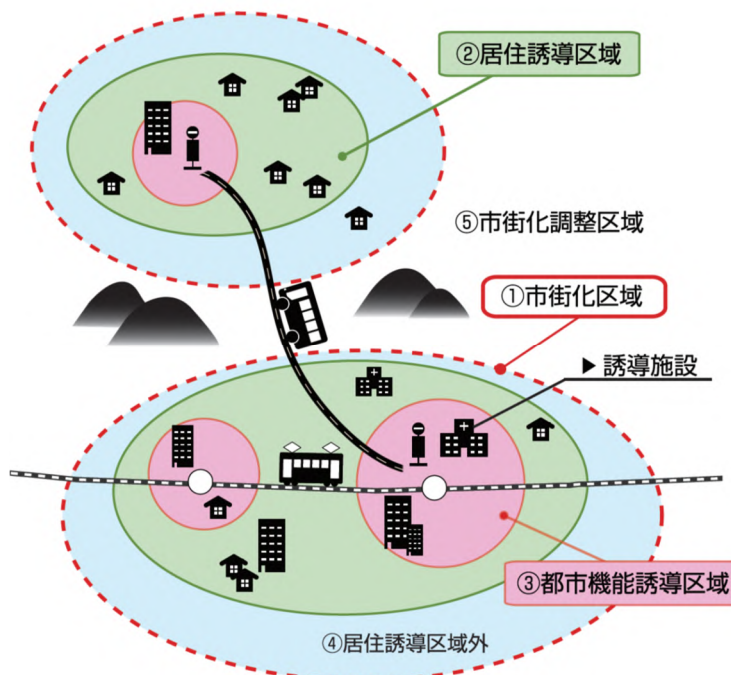 ②居住誘導区域
⑤市街化調整区域
①市街化区域
▶ 誘導施設
③都市機能誘導区域
④居住誘導区域外